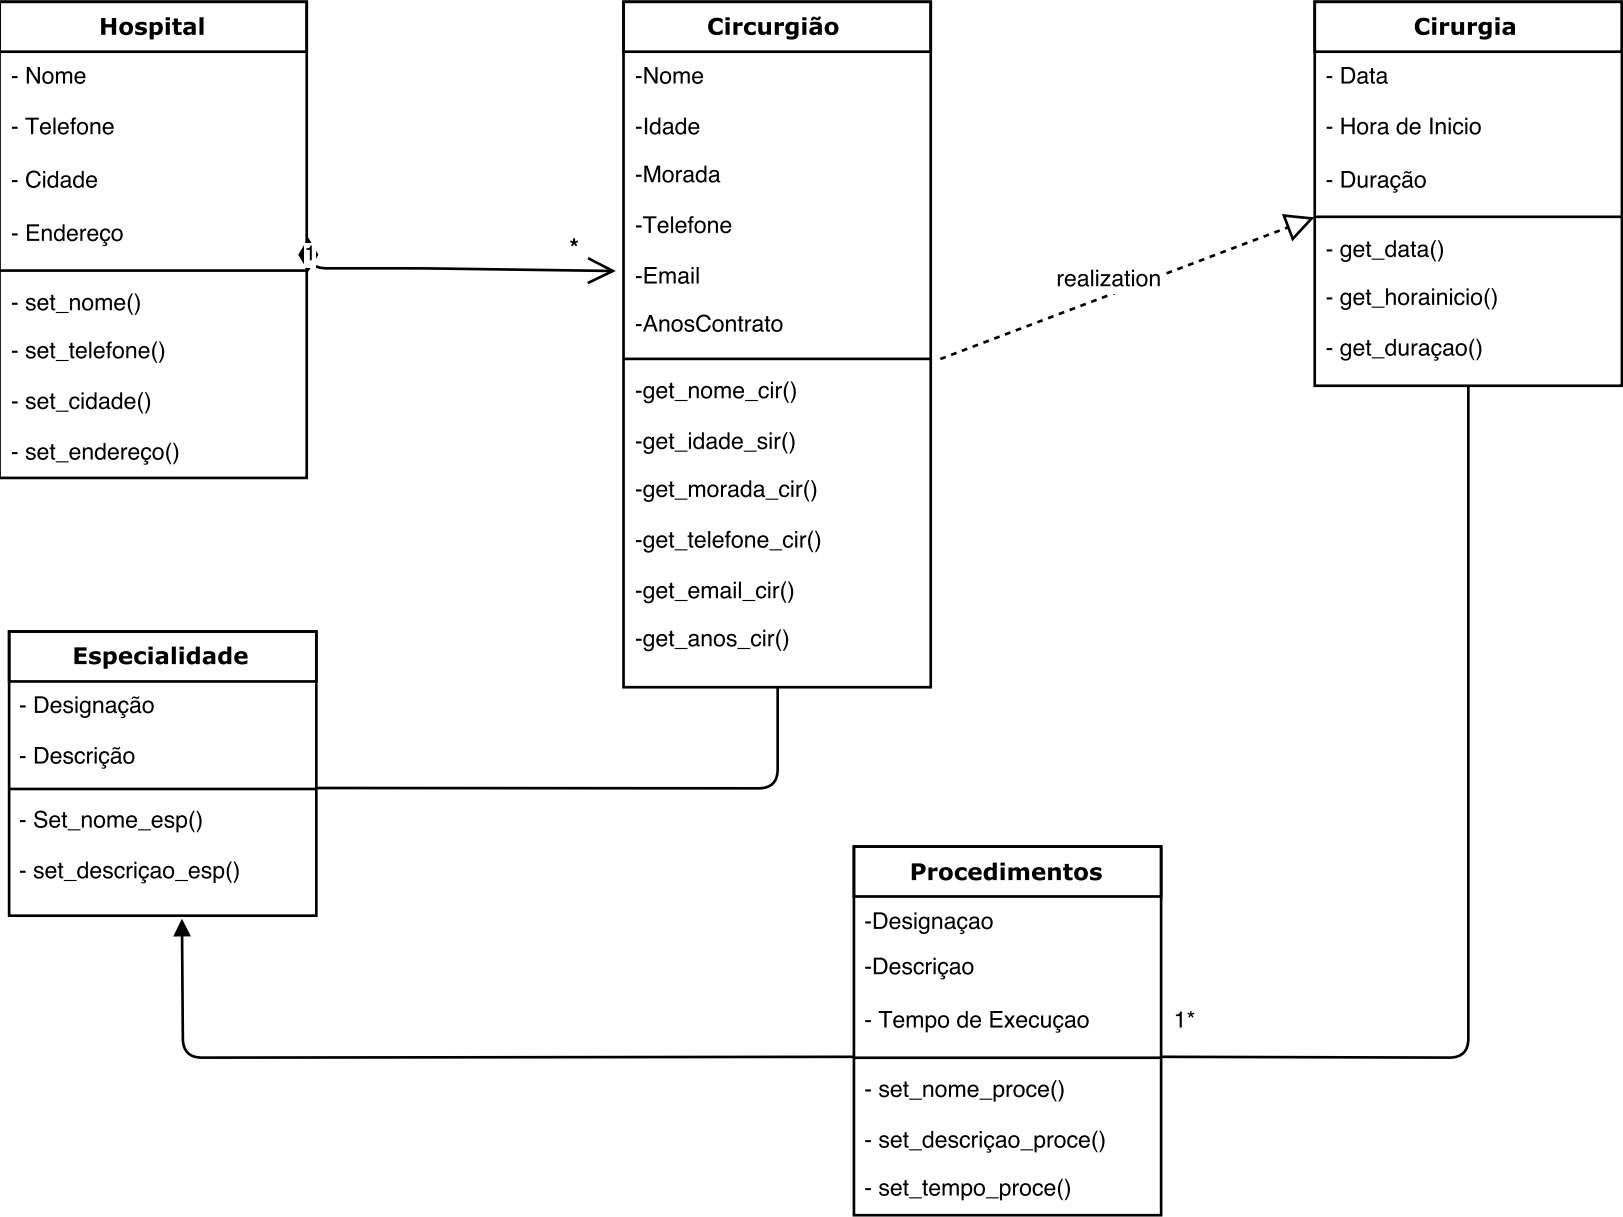 Hospital
- Nome
- Telefone
- Cidade
- Endereço
- set_nome()
- set_telefone()
- set_cidade()
- set_endereço()
1
*
Circurgião
-Nome
-Idade
-Morada
-Telefone
-Email
-AnosContrato
-get_nome_cir()
-get_idade_sir()
-get_morada_cir()
-get_telefone_cir()
-get_email_cir()
-get_anos_cir()
realization
Cirurgia
- Data
- Hora de Inicio
- Duração
- get_data()
- get_horainicio()
- get_duraçao()
Especialidade
- Designação
- Descrição
- Set_nome_esp()
- set_descriçao_esp()
Procedimentos
-Designaçao
-Descriçao
- Tempo de Execuçao
- set_nome_proce()
- set_descriçao_proce()
- set_tempo_proce()
1*